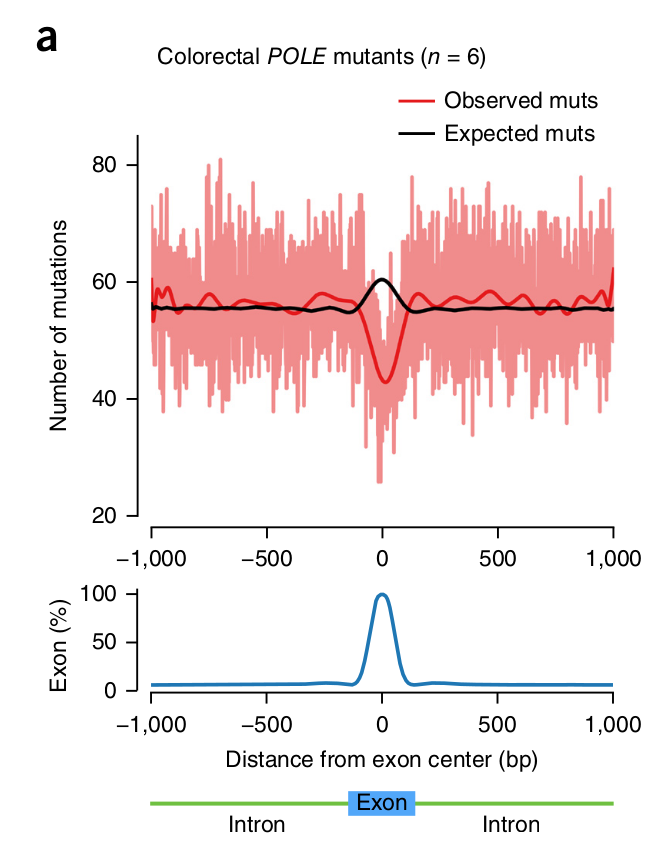 a
Colorectal POLE mutants (n = 6)
Observed muts
Expected muts
Number of mutations
80
60
40
20
−1,000 −500 0 500 1,000
Exon (%)
100
50
0
−1,000 −500 0 500 1,000
Distance from exon center (bp)
Exon
Intron Intron